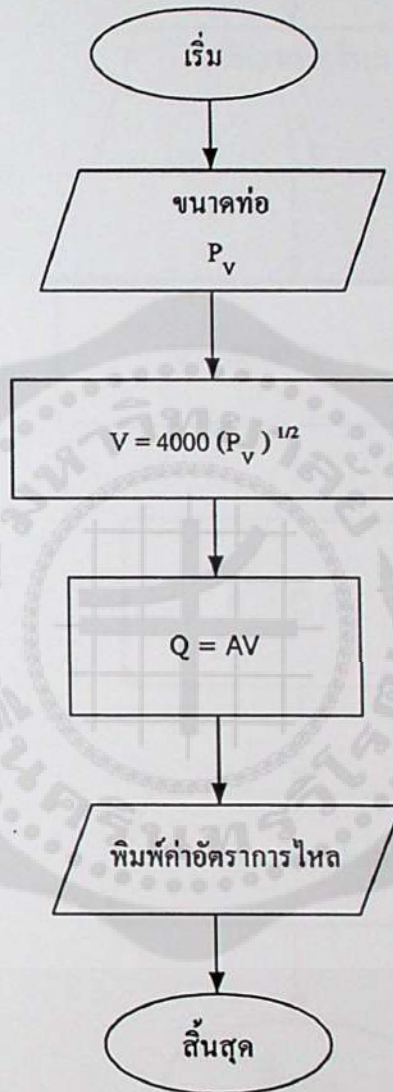 เริ่ม
ขนาดท่อ
P_V
V = 4000 (P_V)^1/2
Q = AV
พิมพ์ค่าอัตราการไหล
สิ้นสุด